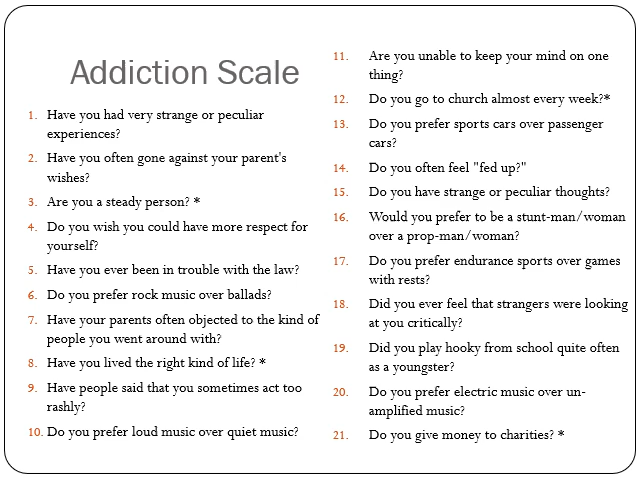 Addiction Scale
1. Have you had very strange or peculiar
experiences?
2. Have you often gone against your parent's
wishes?
3. Are you a steady person? *
4. Do you wish you could have more respect for
yourself?
5. Have you ever been in trouble with the law?
6. Do you prefer rock music over ballads?
7. Have your parents often objected to the kind of
people you went around with?
8. Have you lived the right kind of life? *
9. Have people said that you sometimes act too
rashly?
10. Do you prefer loud music over quiet music?
11. Are you unable to keep your mind on one
thing?
12. Do you go to church almost every week?*
13. Do you prefer sports cars over passenger
cars?
14. Do you often feel "fed up?"
15. Do you have strange or peculiar thoughts?
16. Would you prefer to be a stunt-man/woman
over a prop-man/woman?
17. Do you prefer endurance sports over games
with rests?
18. Did you ever feel that strangers were looking
at you critically?
19. Did you play hooky from school quite often
as a youngster?
20. Do you prefer electric music over un-
amplified music?
21. Do you give money to charities? *